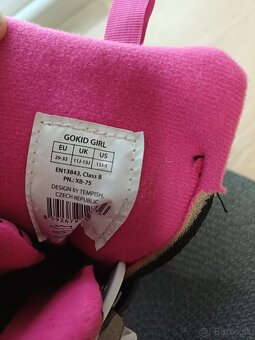 GOKID GIRL
EU UK US
29-32
EN13843, Class B
PN.: XB-75
DESIGN BY TEMPISH,
CZECH REPUBLIC